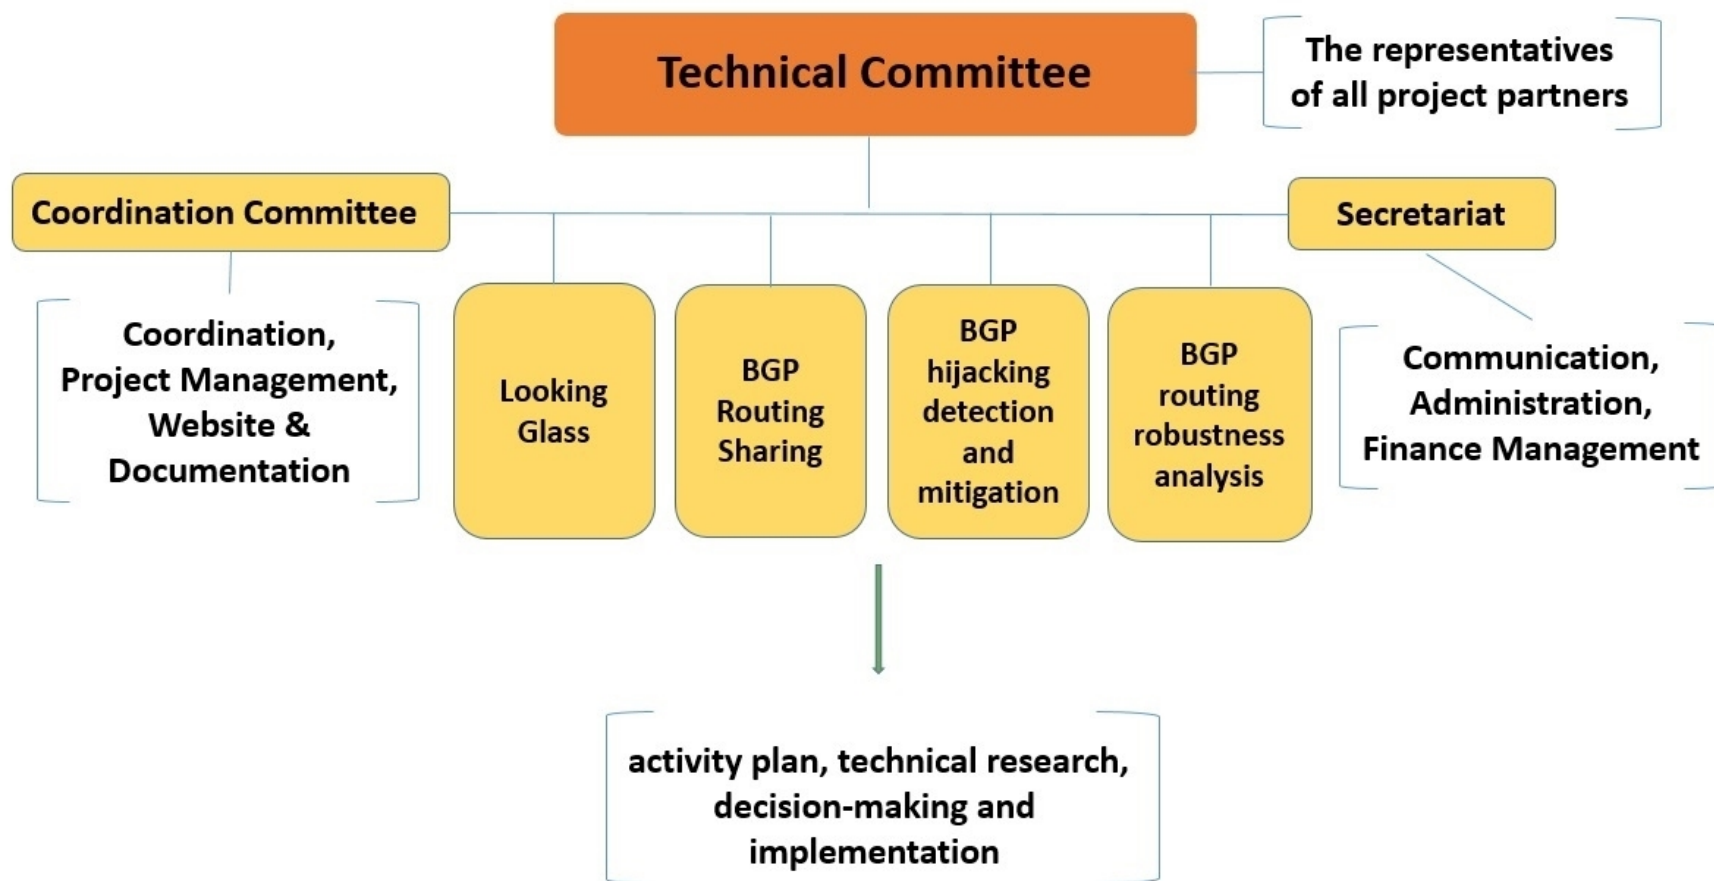 Technical Committee
The representatives
of all project partners
Coordination Committee
Secretariat
Coordination,
Project Management,
Website &
Documentation
Looking
Glass
BGP
Routing
Sharing
BGP
hijacking
detection
and
mitigation
BGP
routing
robustness
analysis
Communication,
Administration,
Finance Management
activity plan, technical research,
decision-making and
implementation